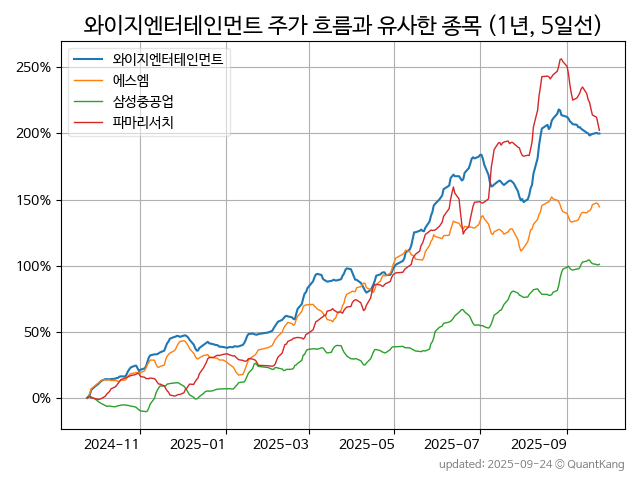 와이지엔터테인먼트 주가 흐름과 유사한 종목 (1년, 5일선)
와이지엔터테인먼트
에스엠
삼성중공업
파마리서치
250%
200%
150%
100%
50%
0%
2024-11
2025-01
2025-03
2025-05
2025-07
2025-09
updated: 2025-09-24 © QuantKang